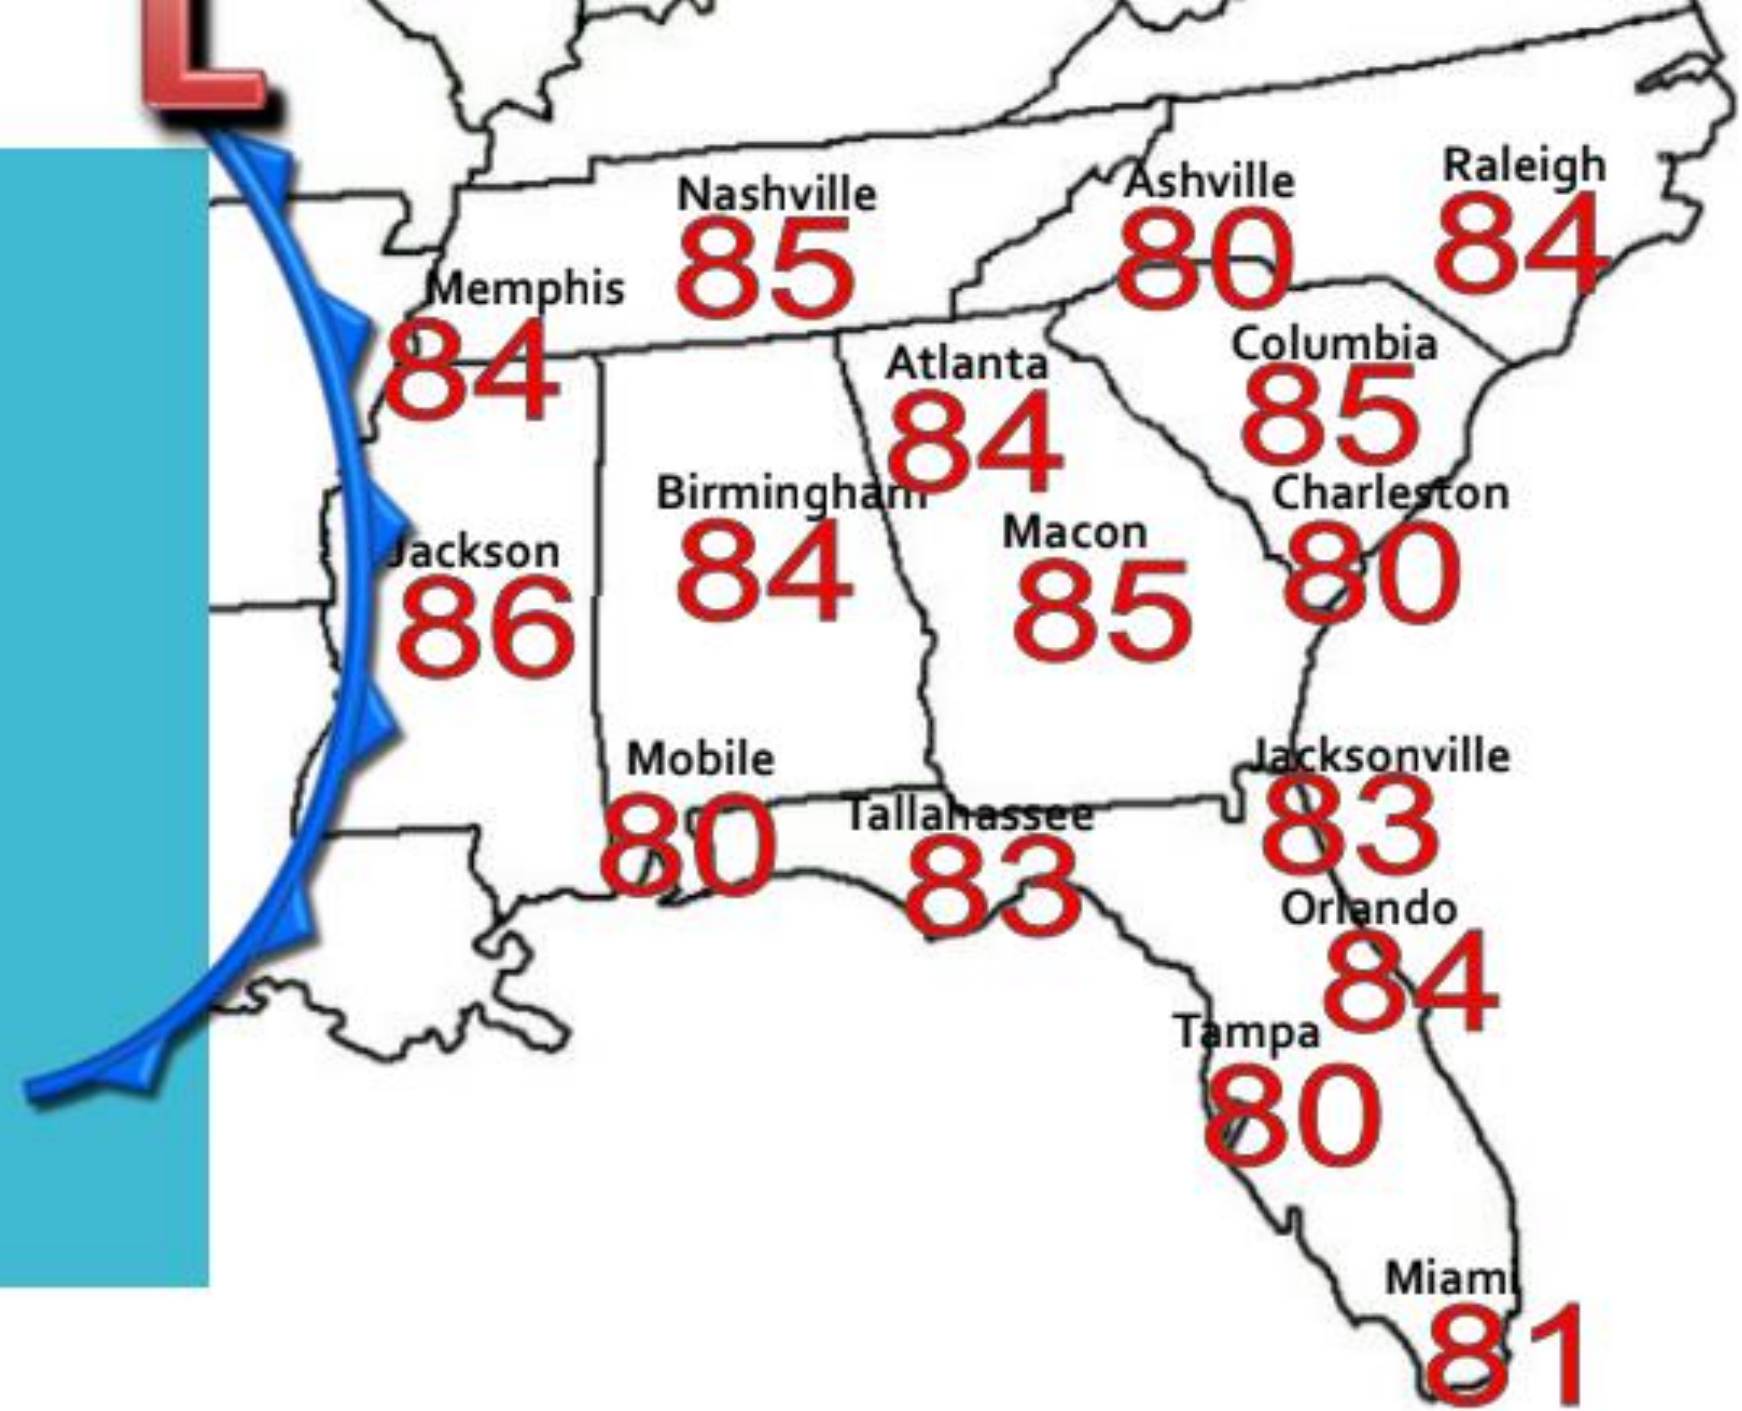 L
Nashville
85
Ashville
80
Raleigh
84
Memphis
84
Atlanta
84
Columbia
85
Birmingham
84
Charleston
80
Macon
85
Jackson
86
Mobile
80
Tallahassee
83
Jacksonville
83
Orlando
84
Tampa
80
Miami
81